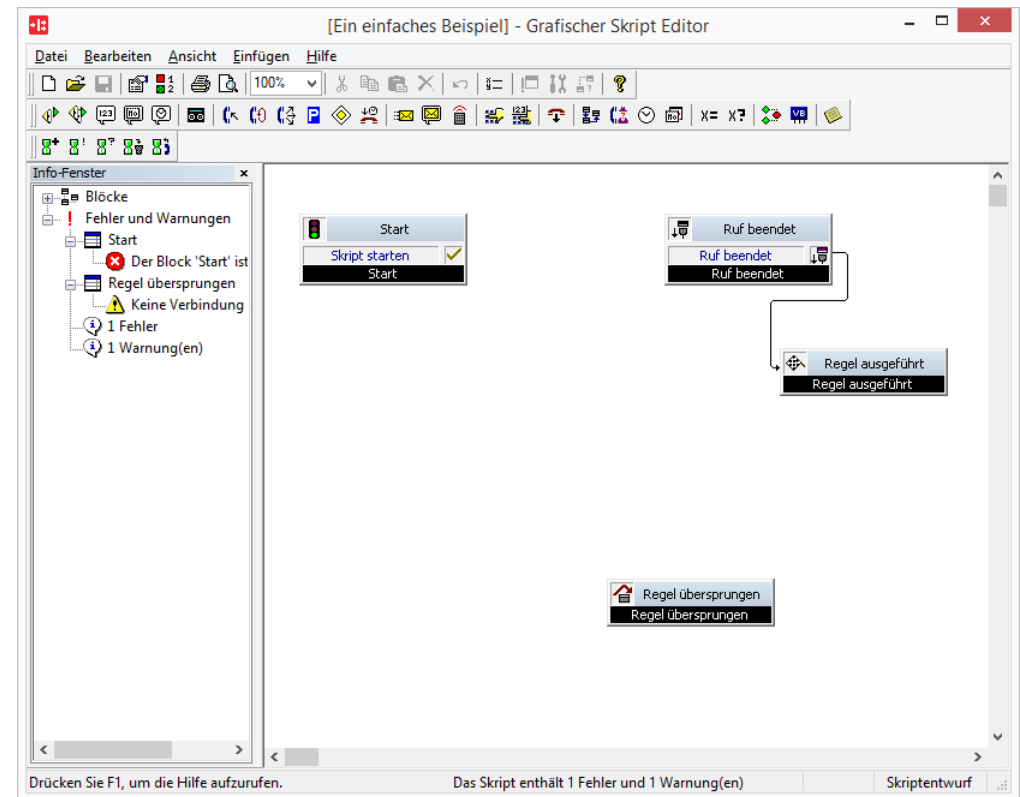 [Ein einfaches Beispiel] - Grafischer Skript Editor
Datei Bearbeiten Ansicht Einfügen Hilfe
100%
Info-Fenster
Blöcke
Fehler und Warnungen
Start
Der Block 'Start' ist
Regel übersprungen
Keine Verbindung
1 Fehler
1 Warnung(en)
Start
Skript starten
Start
Ruf beendet
Ruf beendet
Ruf beendet
Regel ausgeführt
Regel ausgeführt
Regel übersprungen
Regel übersprungen
Drücken Sie F1, um die Hilfe aufzurufen.
Das Skript enthält 1 Fehler und 1 Warnung(en)
Skriptentwurf